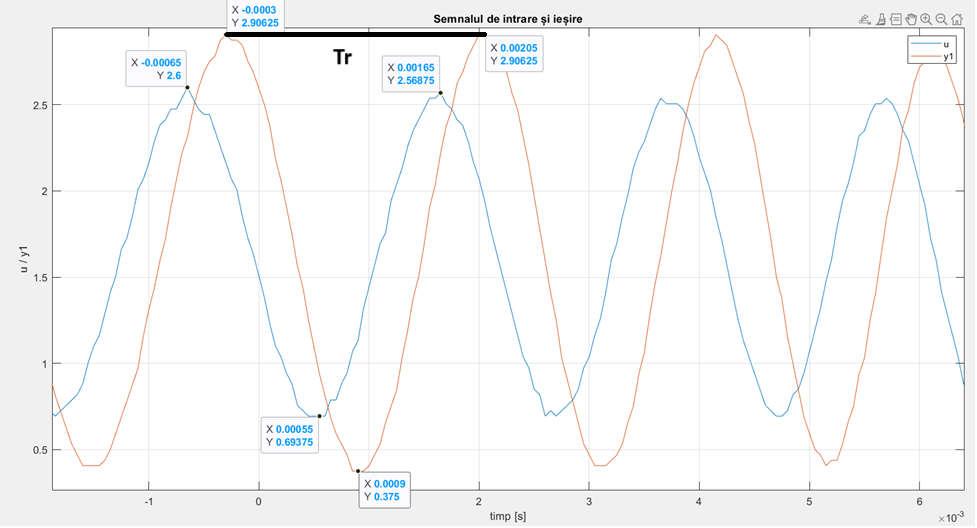 X -0.0003
Y 2.90625
Semnalul de intrare și ieșire
Tr
X -0.00065
Y 2.6
X 0.00165
Y 2.56875
X 0.00205
Y 2.90625
u
y1
2.5
2
1.5
1
0.5
u / y1
X 0.00055
Y 0.69375
X 0.0009
Y 0.375
-1
0
1
2
3
4
5
6
×10⁻³
timp [s]